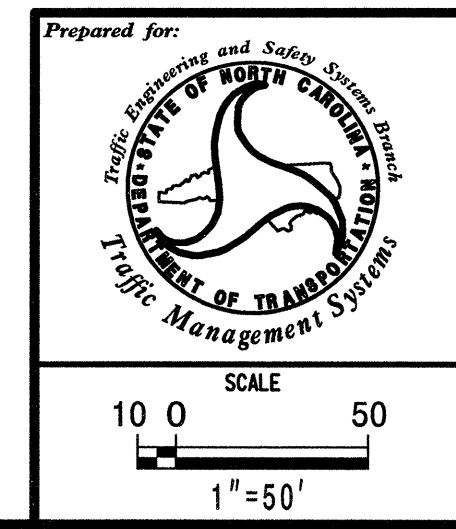 Prepared for:
Traffic Engineering and Safety Systems Branch
STATE OF NORTH CAROLINA
DEPARTMENT OF TRANSPORTATION
Traffic Management Systems
SCALE
10 0 50
1"=50'